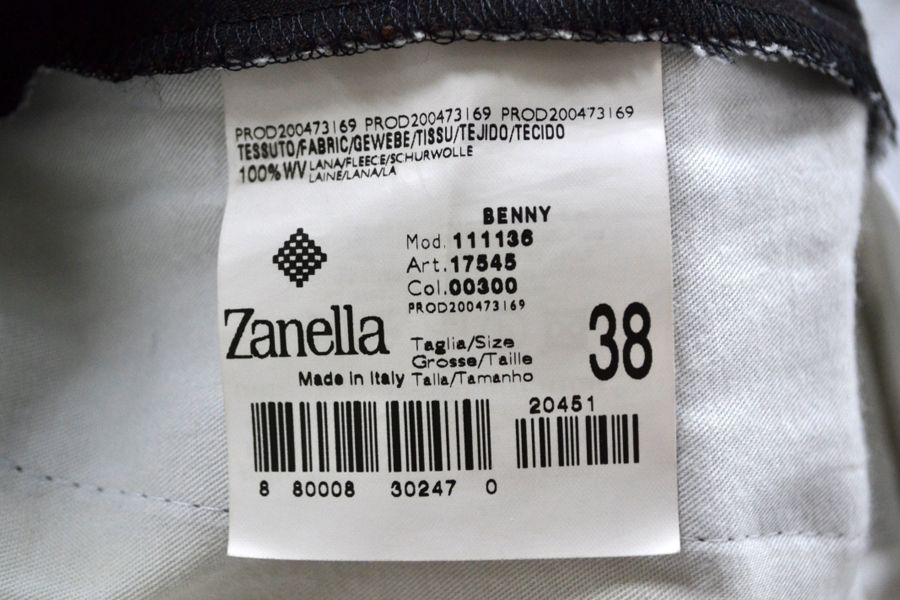 PROD200473169 PROD200473169 PROD200473169
TESSUTO/FABRIC/GEWEBE/TISSU/TEJIDO/TECIDO
100%WV LANA/FLEECE/SCHURWOLLE
LAINE/LANA/LA
BENNY
Mod. 111136
Art. 17545
Col. 00300
PROD200473169
Zanella
Made in Italy
Taglia/Size
Grosse/Taille
Talla/Tamanho
38
20451
8 80008 30247 0